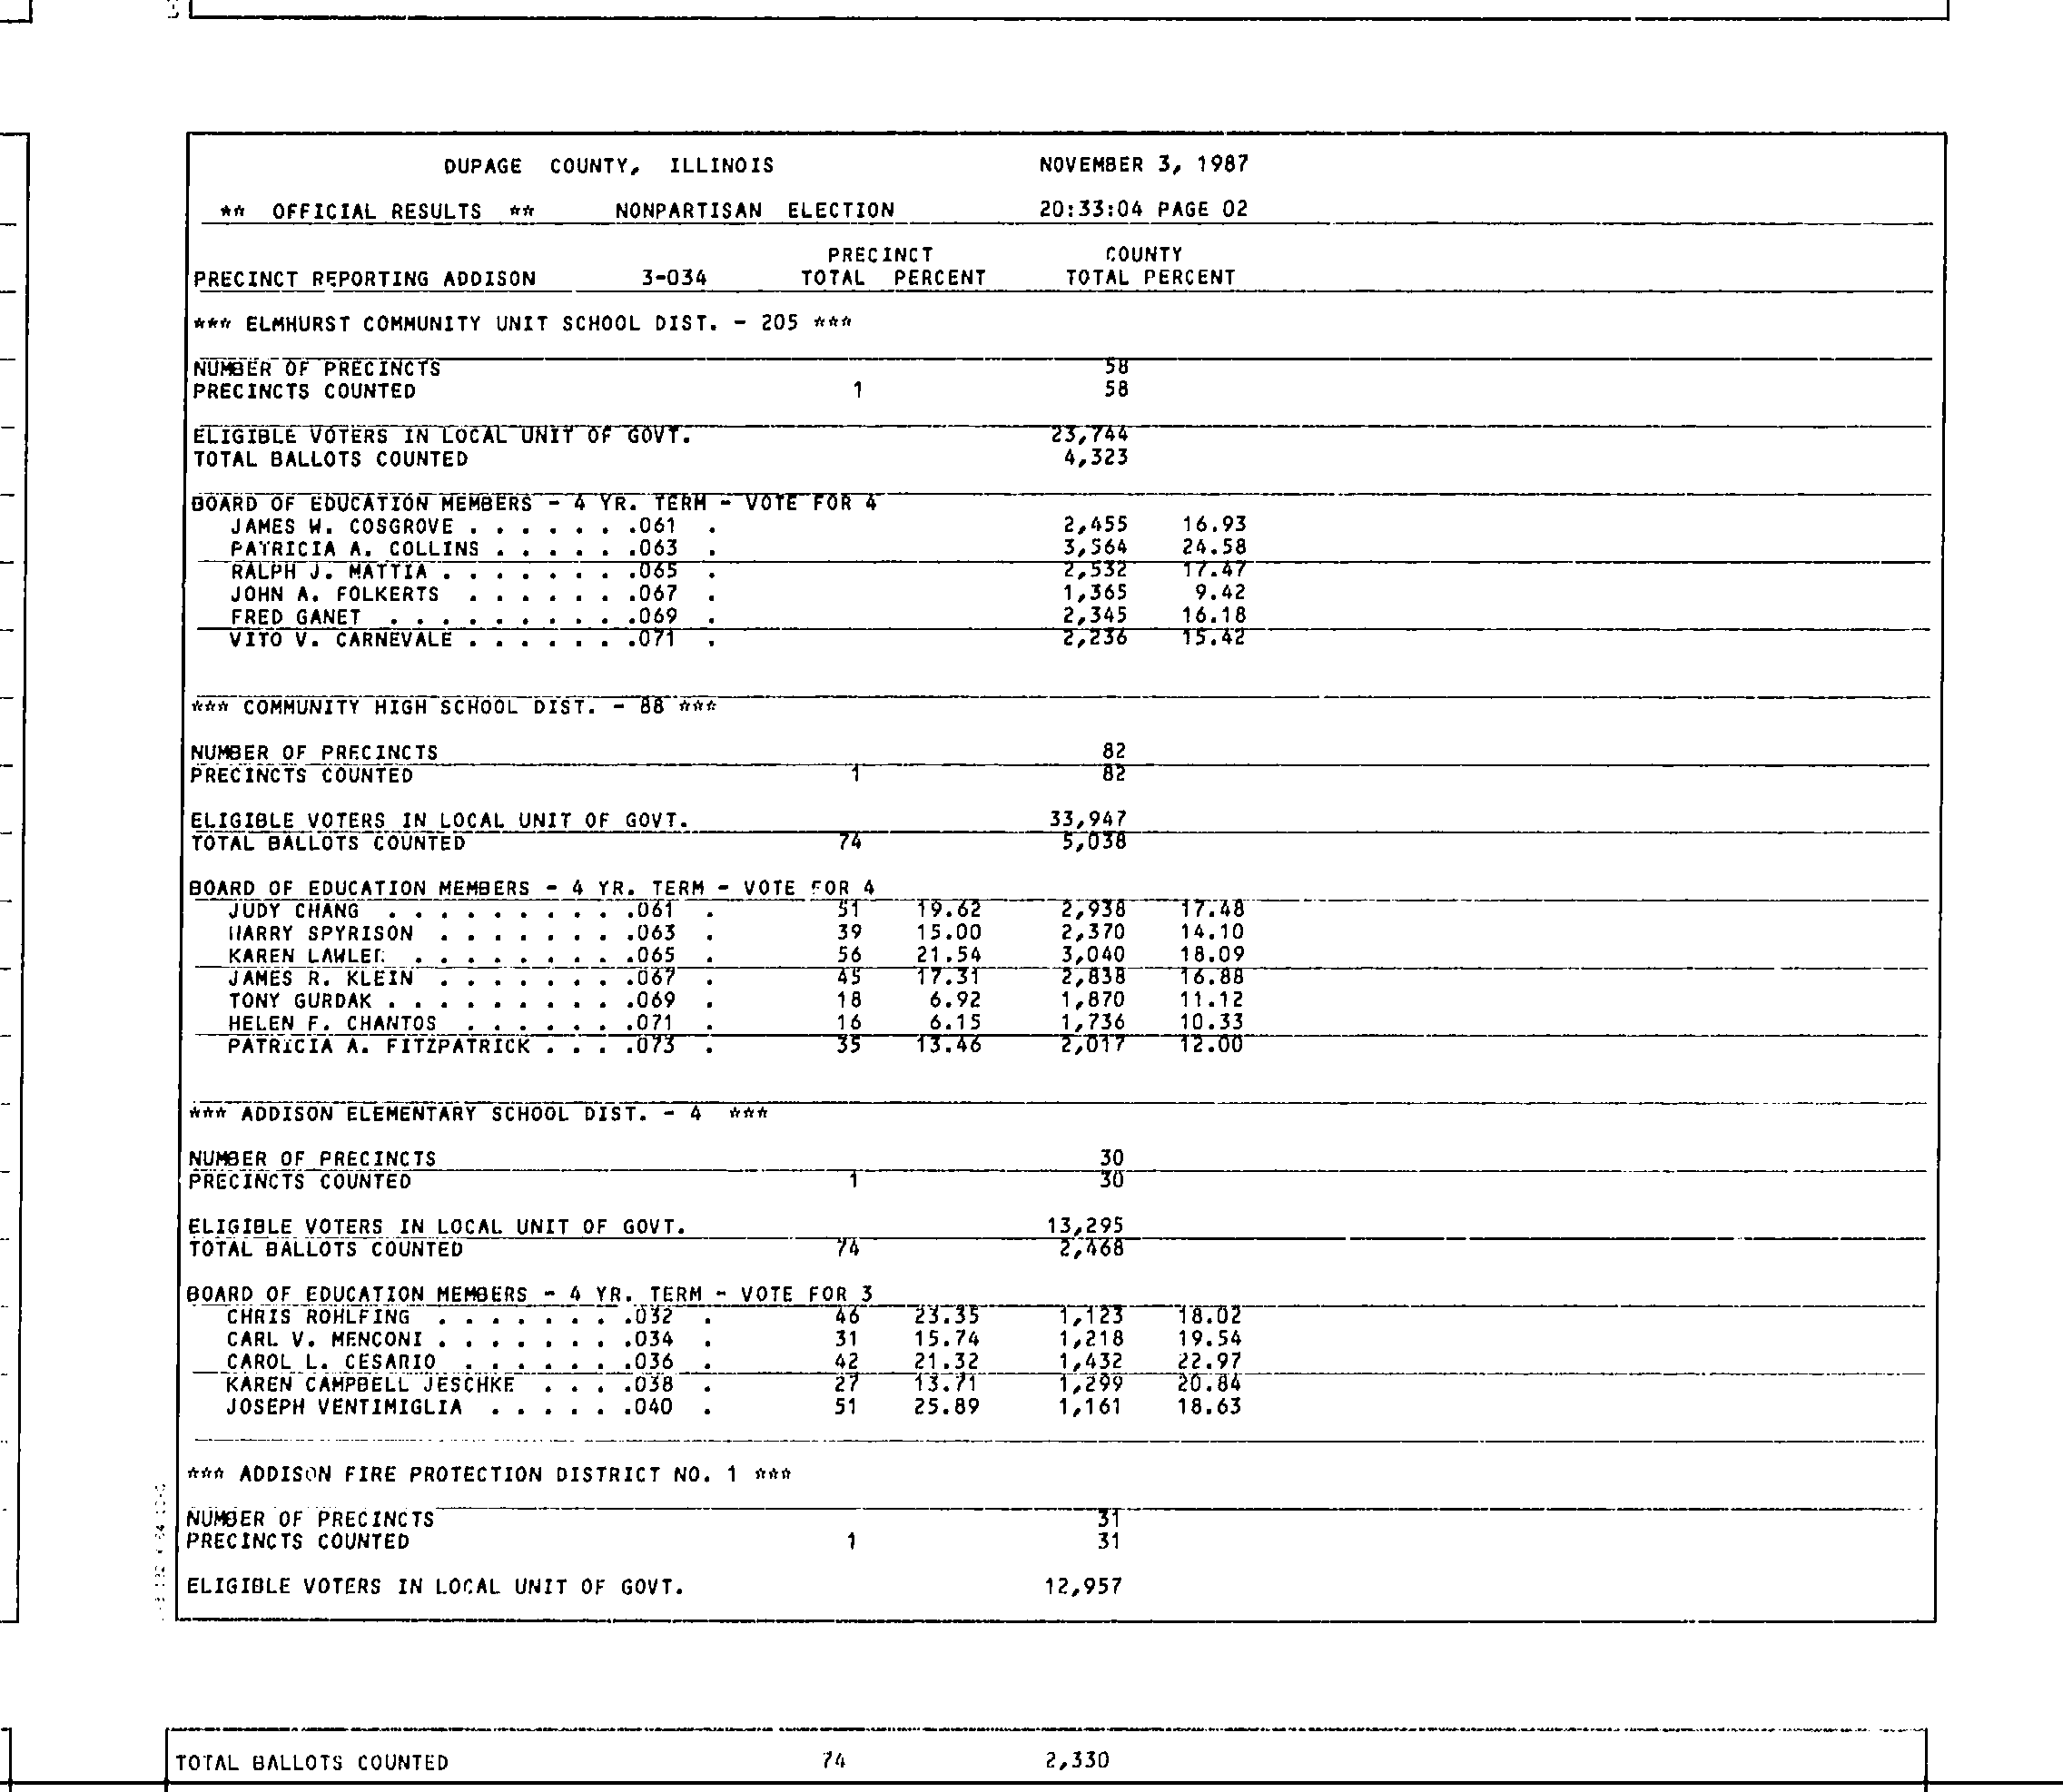 DUPAGE COUNTY, ILLINOIS NOVEMBER 3, 1987
** OFFICIAL RESULTS ** NONPARTISAN ELECTION 20:33:04 PAGE 02
PRECINCT COUNTY
PRECINCT REPORTING ADDISON 3-034 TOTAL PERCENT TOTAL PERCENT
*** ELMHURST COMMUNITY UNIT SCHOOL DIST. - 205 ***
NUMBER OF PRECINCTS 58
PRECINCTS COUNTED 1 58
ELIGIBLE VOTERS IN LOCAL UNIT OF GOVT. 23,744
TOTAL BALLOTS COUNTED 4,323
BOARD OF EDUCATION MEMBERS - 4 YR. TERM - VOTE FOR 4
JAMES W. COSGROVE . . . . . . .061 . 2,455 16.93
PATRICIA A. COLLINS . . . . . .063 . 3,564 24.58
RALPH J. MATTIA . . . . . . . .065 . 2,532 17.47
JOHN A. FOLKERTS . . . . . . .067 . 1,365 9.42
FRED GANET . . . . . . . . . .069 . 2,345 16.18
VITO V. CARNEVALE . . . . . . .071 . 2,236 15.42
*** COMMUNITY HIGH SCHOOL DIST. - 88 ***
NUMBER OF PRECINCTS 82
PRECINCTS COUNTED 1 82
ELIGIBLE VOTERS IN LOCAL UNIT OF GOVT. 33,947
TOTAL BALLOTS COUNTED 74 5,038
BOARD OF EDUCATION MEMBERS - 4 YR. TERM - VOTE FOR 4
JUDY CHANG . . . . . . . . . .061 . 51 19.62 2,938 17.48
HARRY SPYRISON . . . . . . . .063 . 39 15.00 2,370 14.10
KAREN LAWLER . . . . . . . . .065 . 56 21.54 3,040 18.09
JAMES R. KLEIN . . . . . . . .067 . 45 17.31 2,838 16.88
TONY GURDAK . . . . . . . . . .069 . 18 6.92 1,870 11.12
HELEN F. CHANTOS . . . . . . .071 . 16 6.15 1,736 10.33
PATRICIA A. FITZPATRICK . . . .073 . 35 13.46 2,017 12.00
*** ADDISON ELEMENTARY SCHOOL DIST. - 4 ***
NUMBER OF PRECINCTS 30
PRECINCTS COUNTED 1 30
ELIGIBLE VOTERS IN LOCAL UNIT OF GOVT. 13,295
TOTAL BALLOTS COUNTED 74 2,468
BOARD OF EDUCATION MEMBERS - 4 YR. TERM - VOTE FOR 3
CHRIS ROHLFING . . . . . . . .032 . 46 23.35 1,123 18.02
CARL V. MENCONI . . . . . . . .034 . 31 15.74 1,218 19.54
CAROL L. CESARIO . . . . . . .036 . 42 21.32 1,432 22.97
KAREN CAMPBELL JESCHKE . . . .038 . 27 13.71 1,299 20.84
JOSEPH VENTIMIGLIA . . . . . .040 . 51 25.89 1,161 18.63
*** ADDISON FIRE PROTECTION DISTRICT NO. 1 ***
NUMBER OF PRECINCTS 31
PRECINCTS COUNTED 1 31
ELIGIBLE VOTERS IN LOCAL UNIT OF GOVT. 12,957
TOTAL BALLOTS COUNTED 74 2,330